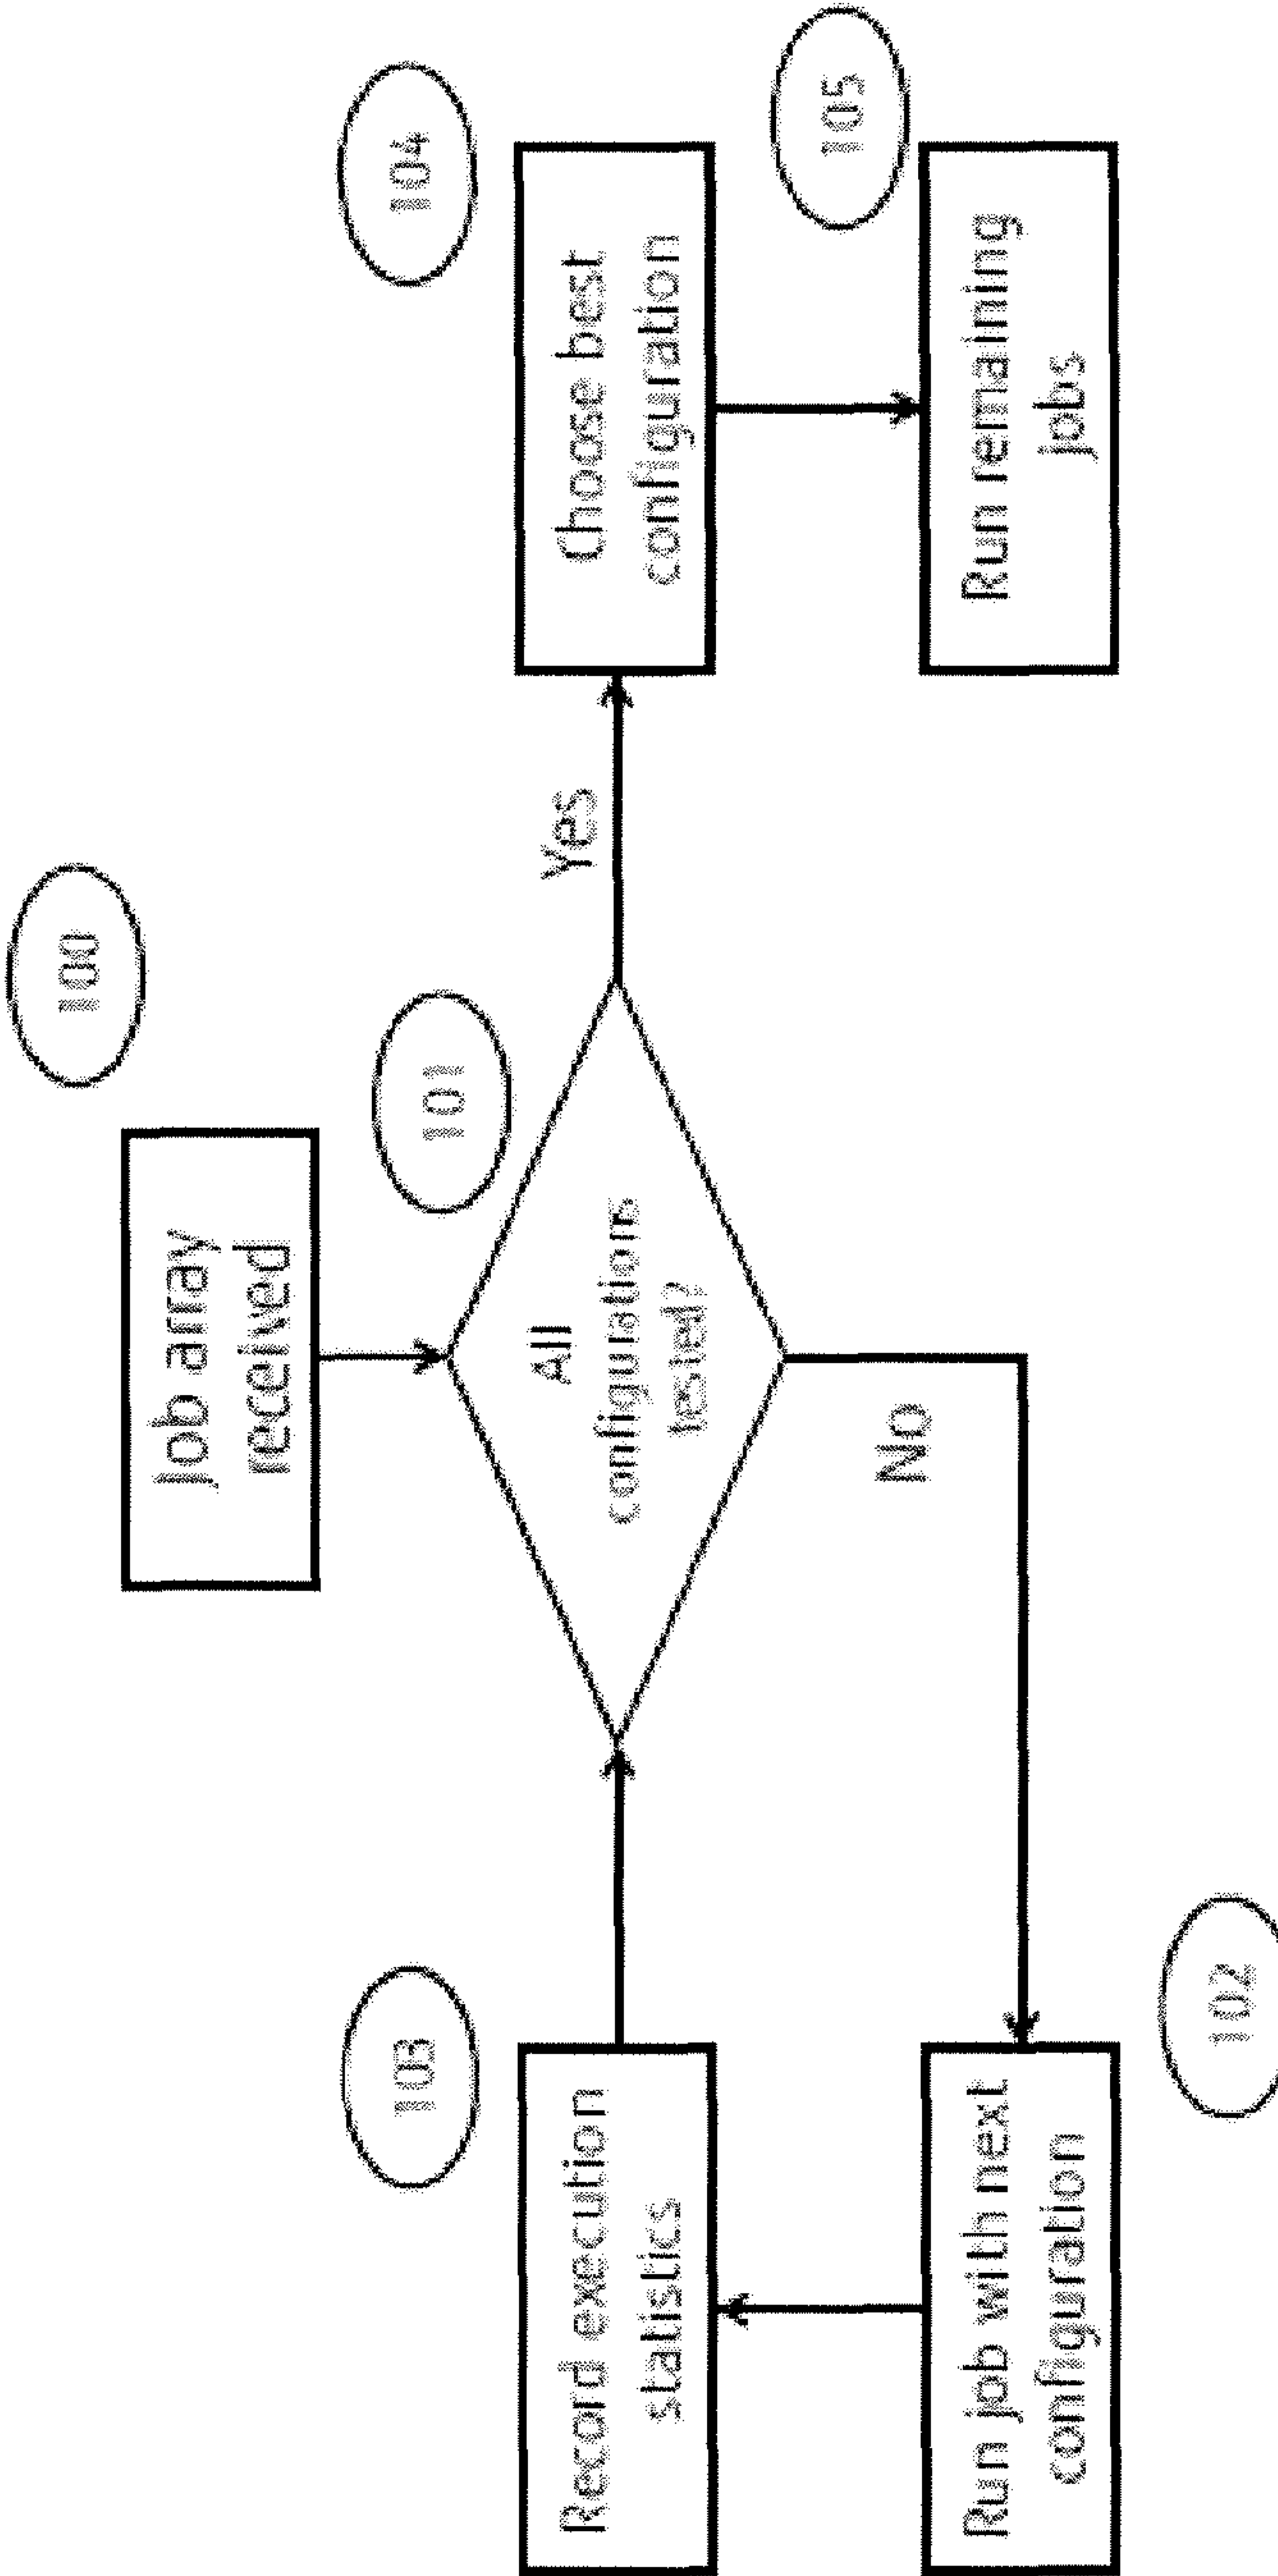 100
Job array
received
101
All
configurations
tested?
Yes
No
104
Choose best
configuration
105
Run remaining
jobs
103
Record execution
statistics
Run job with next
configuration
102